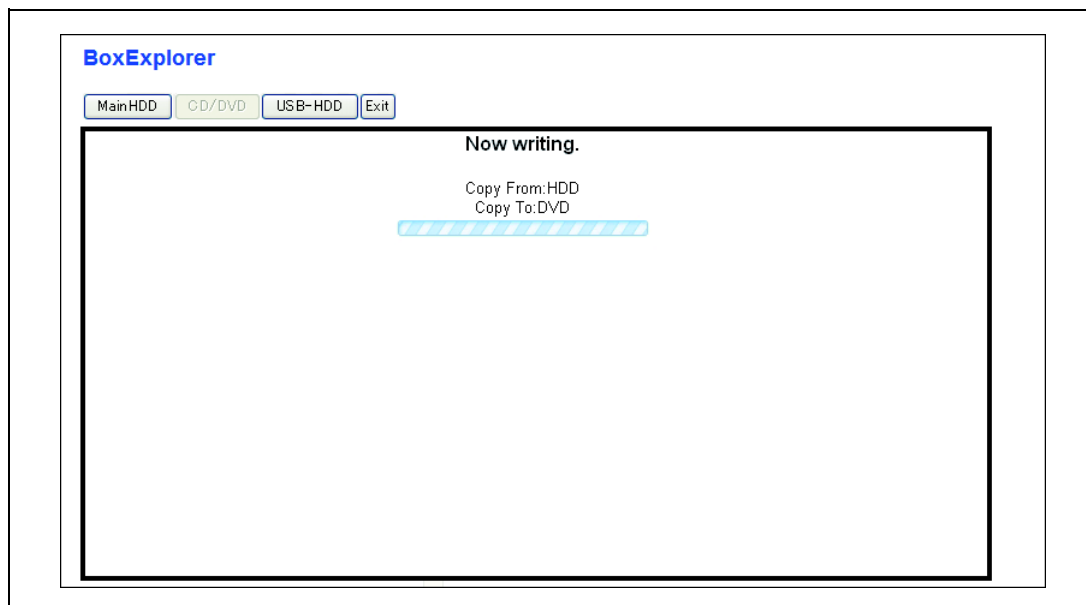 BoxExplorer
MainHDD CD/DVD USB-HDD Exit
Now writing.
Copy From:HDD
Copy To:DVD